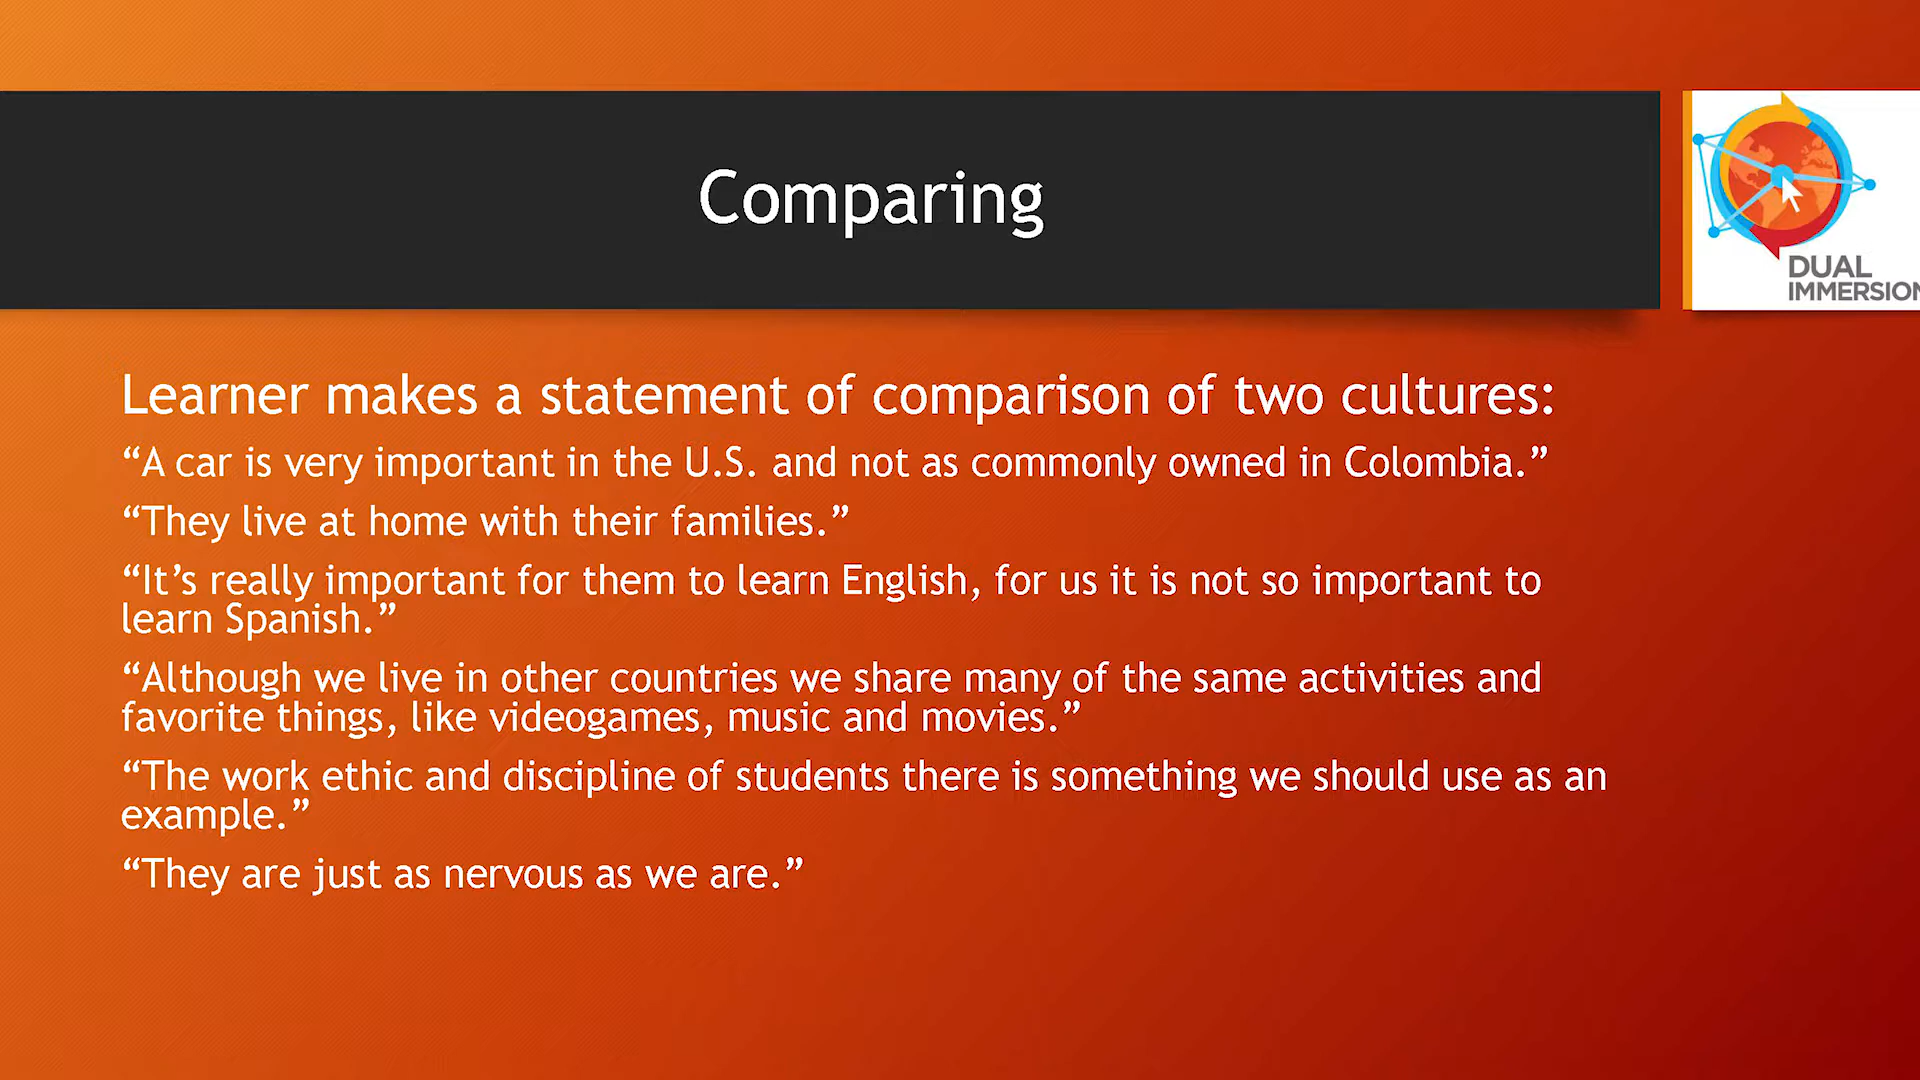 Comparing
DUAL
IMMERSION
Learner makes a statement of comparison of two cultures:
“A car is very important in the U.S. and not as commonly owned in Colombia.”
“They live at home with their families.”
“It’s really important for them to learn English, for us it is not so important to
learn Spanish.”
“Although we live in other countries we share many of the same activities and
favorite things, like videogames, music and movies.”
“The work ethic and discipline of students there is something we should use as an
example.”
“They are just as nervous as we are.”